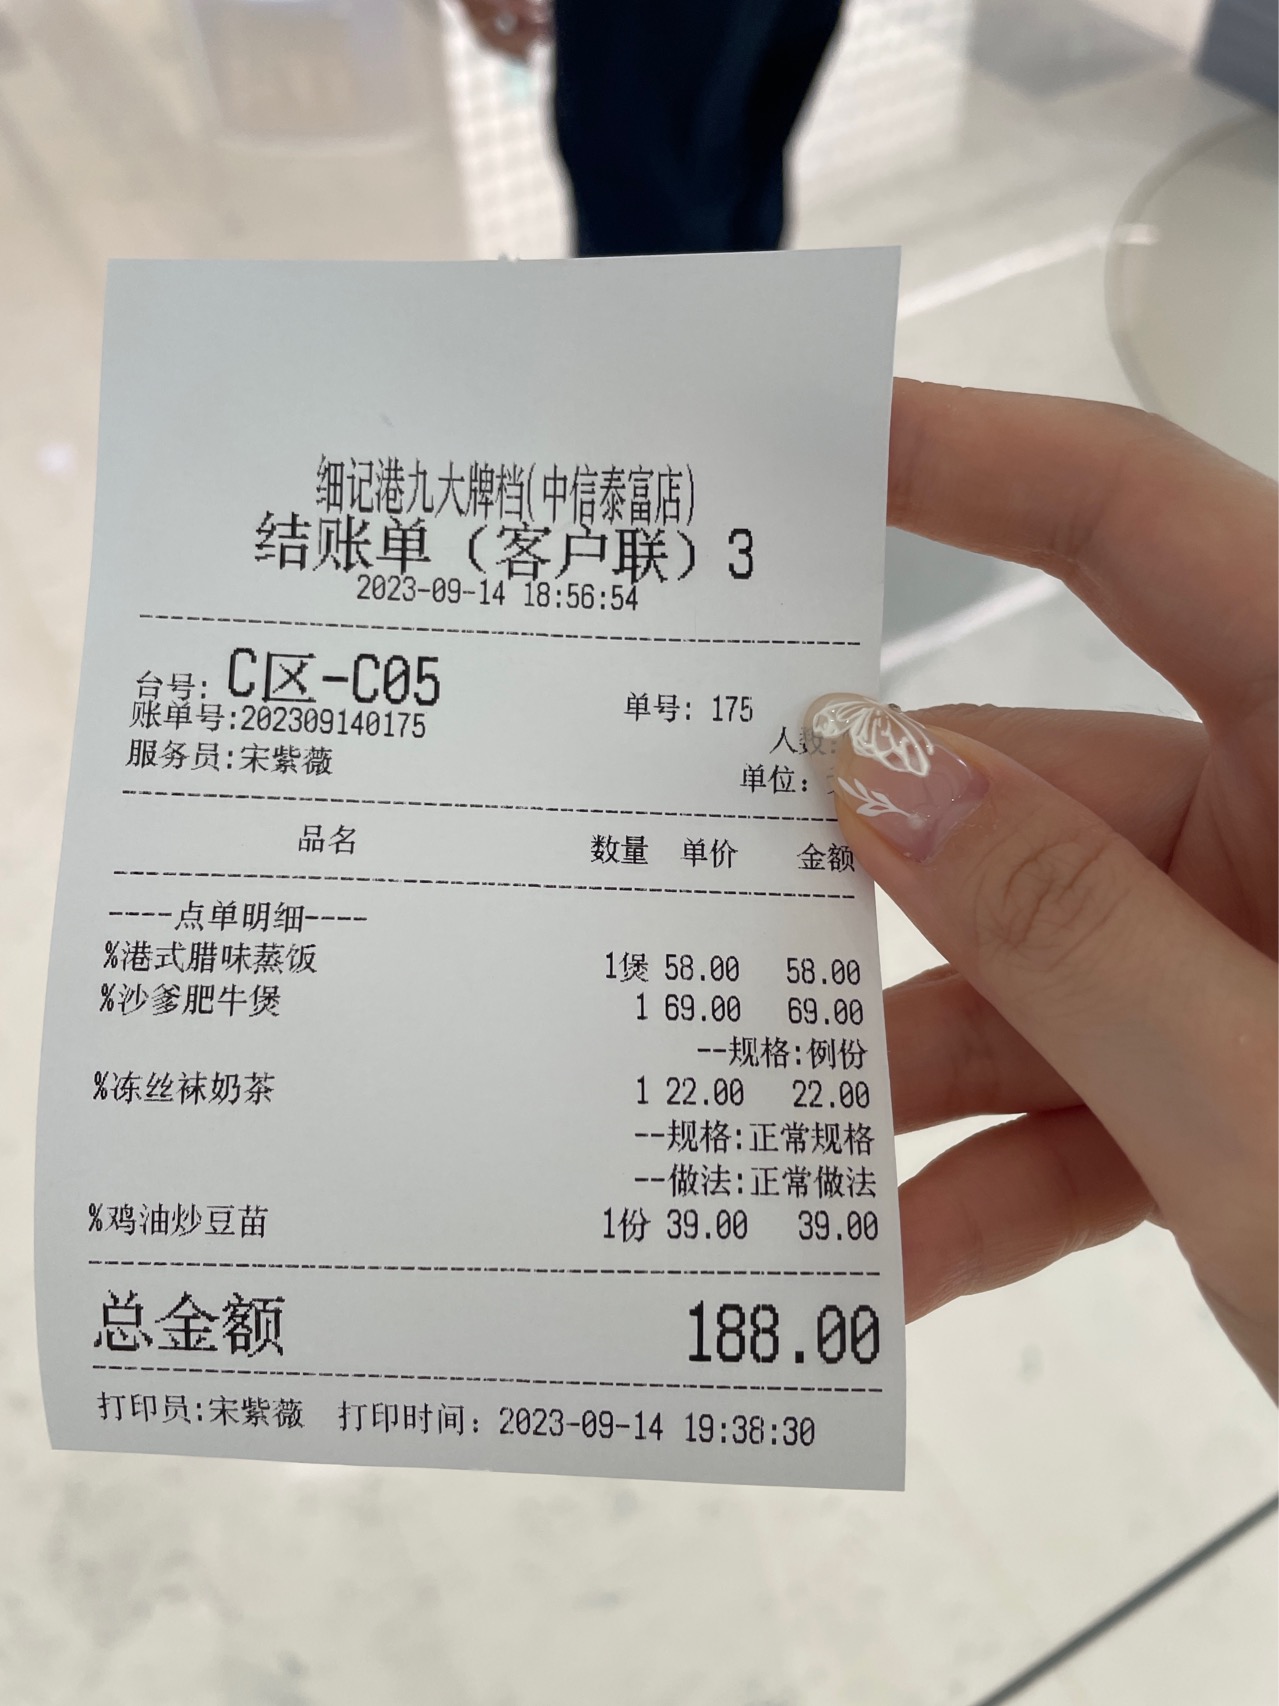 细记港九大牌档(中信泰富店)
结账单（客户联）3
2023-09-14 18:56:54
台号: C区-C05 单号: 175
账单号:202309140175 人数:
服务员:宋紫薇 单位:
品名 数量 单价 金额
----点单明细----
%港式腊味蒸饭 1煲 58.00 58.00
%沙爹肥牛煲 1 69.00 69.00
--规格:例份
%冻丝袜奶茶 1 22.00 22.00
--规格:正常规格
--做法:正常做法
%鸡油炒豆苗 1份 39.00 39.00
总金额 188.00
打印员:宋紫薇 打印时间: 2023-09-14 19:38:30